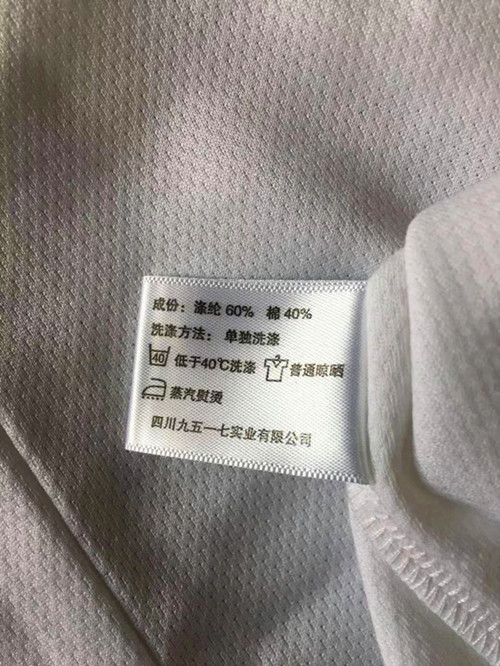 成份：涤纶 60% 棉 40%
洗涤方法： 单独洗涤
40 低于40℃洗涤 普通晾晒
蒸汽熨烫
四川九五一七实业有限公司